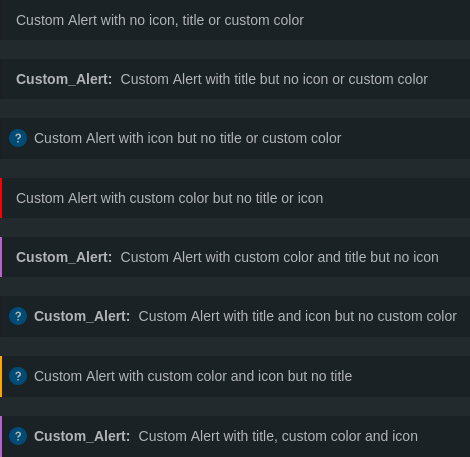 Custom Alert with no icon, title or custom color
Custom_Alert: Custom Alert with title but no icon or custom color
? Custom Alert with icon but no title or custom color
Custom Alert with custom color but no title or icon
Custom_Alert: Custom Alert with custom color and title but no icon
? Custom_Alert: Custom Alert with title and icon but no custom color
? Custom Alert with custom color and icon but no title
? Custom_Alert: Custom Alert with title, custom color and icon